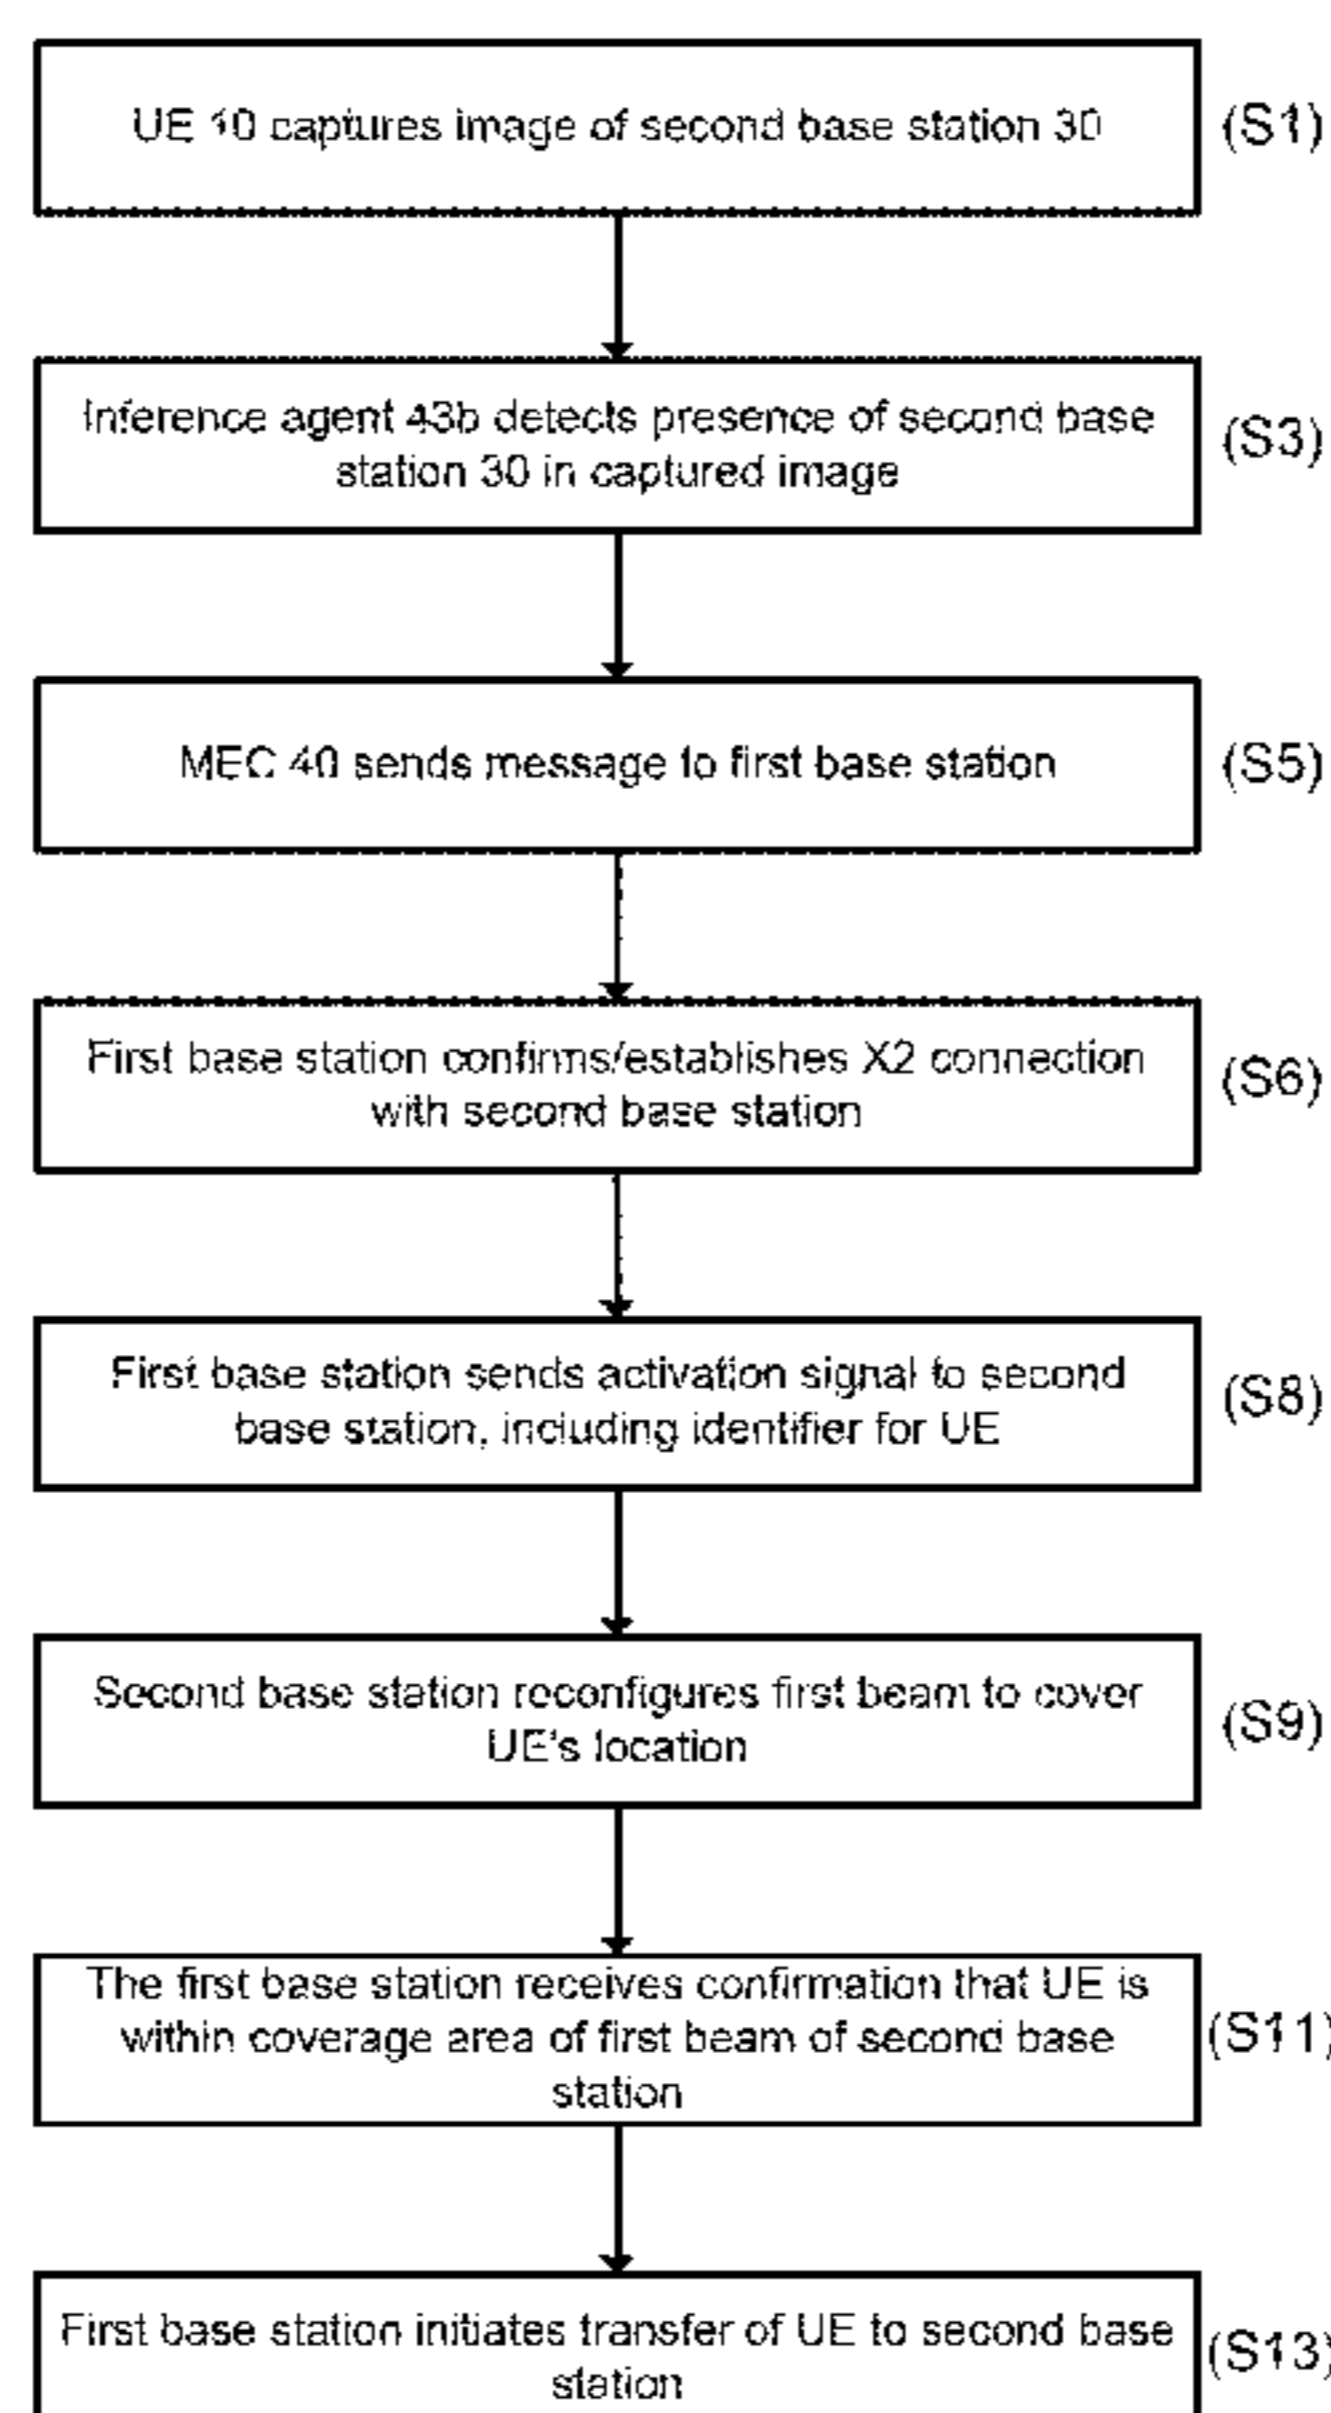 UE 10 captures image of second base station 30
(S1)
Inference agent 43b detects presence of second base
station 30 in captured image
(S3)
MEC 40 sends message to first base station
(S5)
First base station confirms/establishes X2 connection
with second base station
(S6)
First base station sends activation signal to second
base station, including identifier for UE
(S8)
Second base station reconfigures first beam to cover
UE's location
(S9)
The first base station receives confirmation that UE is
within coverage area of first beam of second base
station
(S11)
First base station initiates transfer of UE to second base
station
(S13)